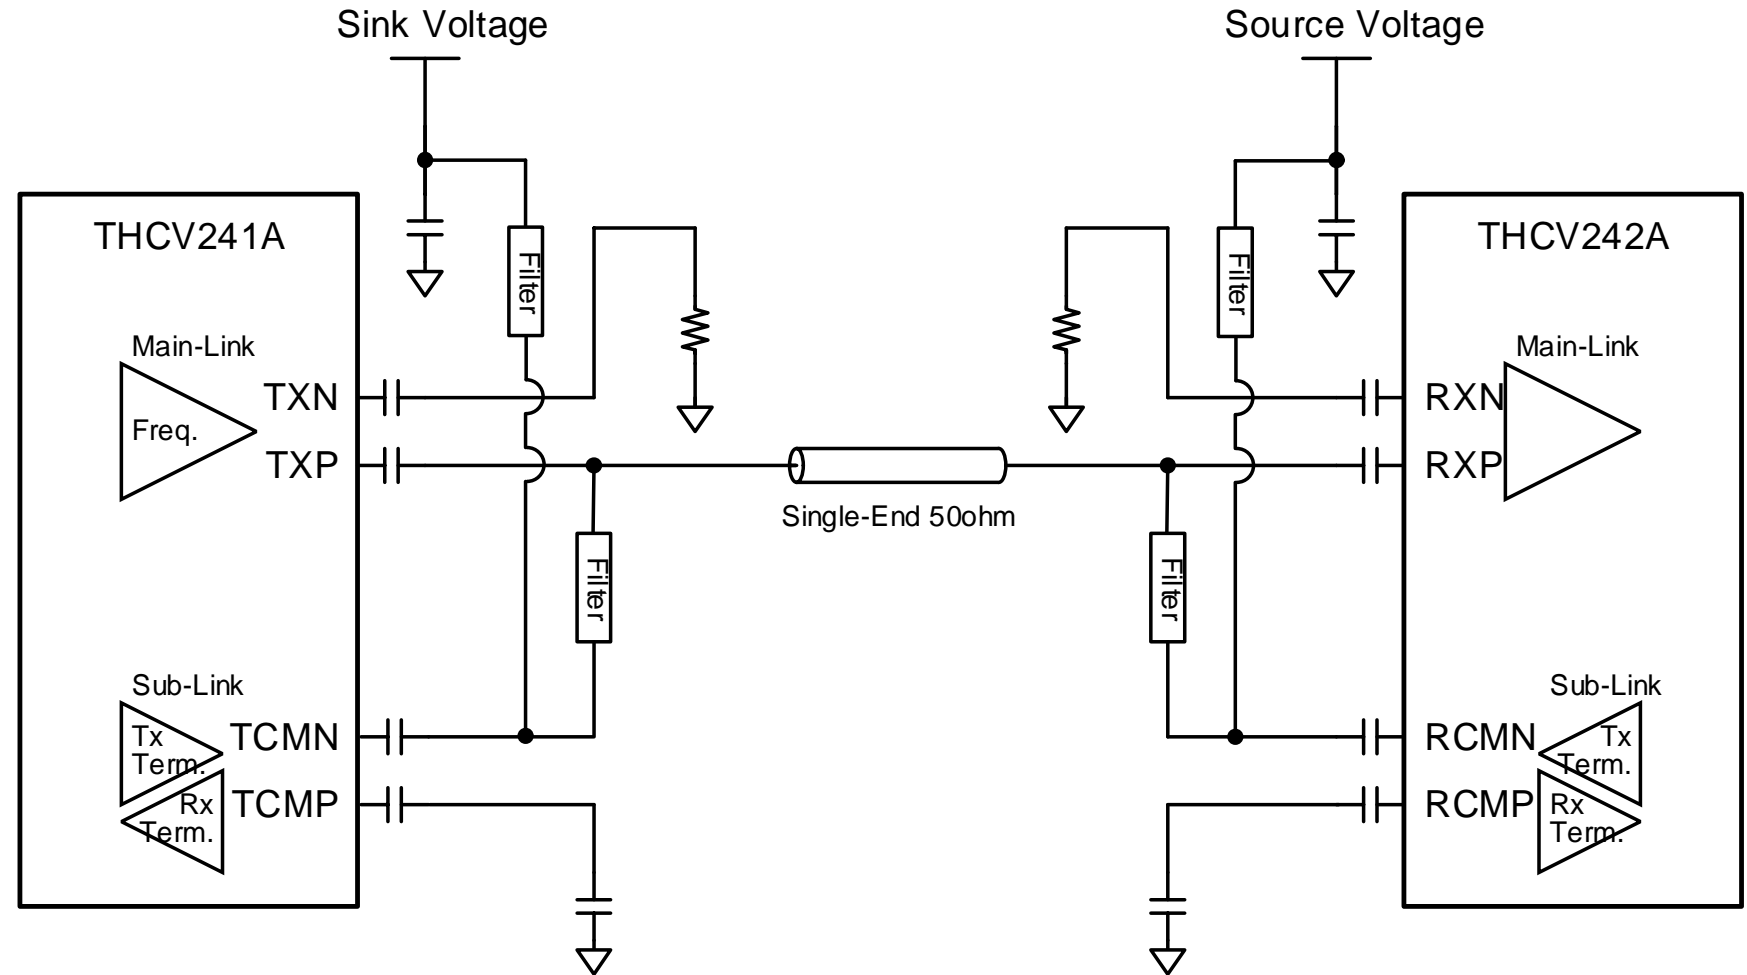 Sink Voltage
Source Voltage
THCV241A
THCV242A
Filter
Filter
Main-Link
Main-Link
TXN
RXN
Freq.
TXP
RXP
Single-End 50ohm
Filter
Filter
Sub-Link
Sub-Link
Tx
Term.
TCMN
RCMN
Tx
Term.
Rx
Term.
TCMP
RCMP
Rx
Term.